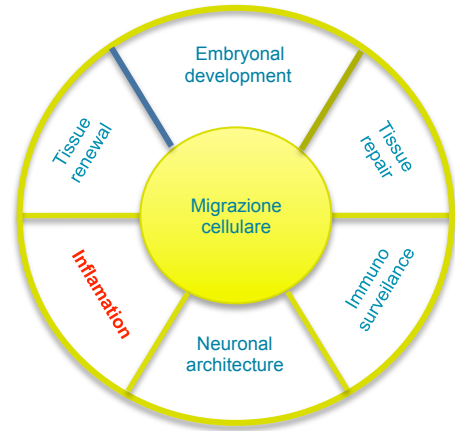 Embryonal
development
Tissue
repair
Immuno
surveilance
Neuronal
architecture
Inflamation
Tissue
renewal
Migrazione
cellulare